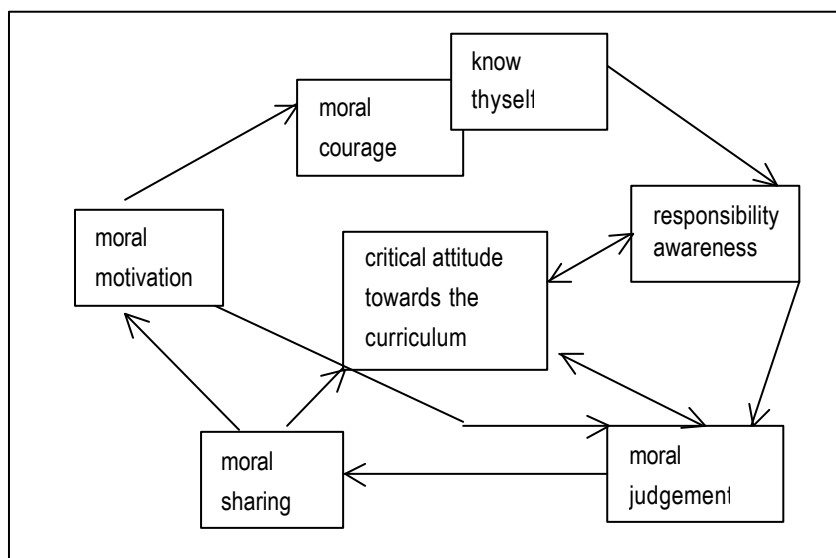 know
thyself
moral
courage
responsibility
awareness
moral
motivation
critical attitude
towards the
curriculum
moral
sharing
moral
judgement